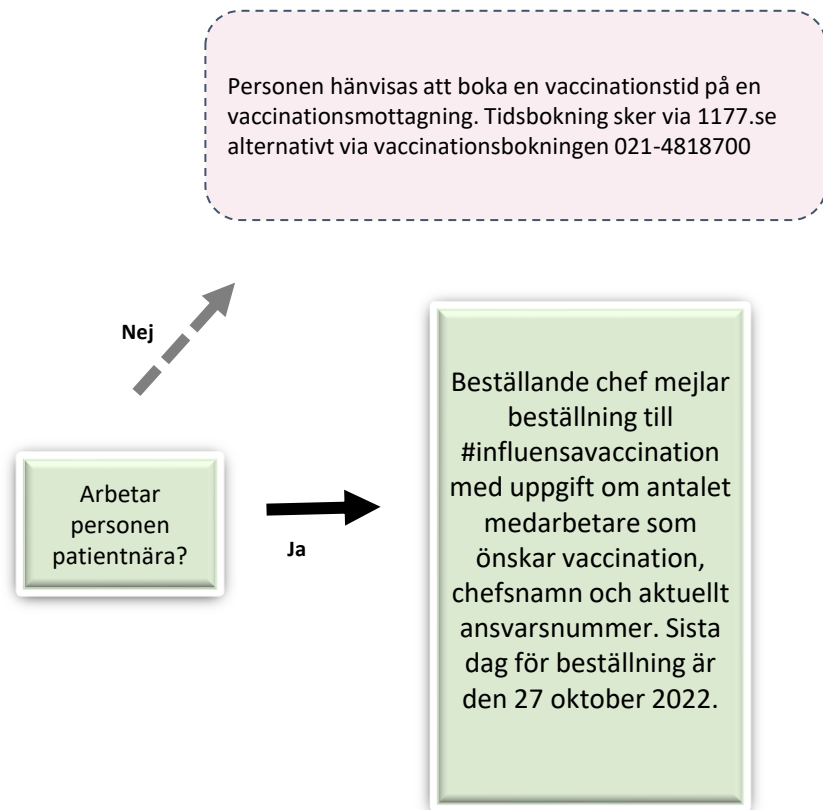 Personen hänvisas att boka en vaccinationstid på en
vaccinationsmottagning. Tidsbokning sker via 1177.se
alternativt via vaccinationsbokningen 021-4818700
Nej
Arbetar
personen
patientnära?
Ja
Beställande chef mejlar
beställning till
#influensavaccination
med uppgift om antalet
medarbetare som
önskar vaccination,
chefsnamn och aktuellt
ansvarsnummer. Sista
dag för beställning är
den 27 oktober 2022.